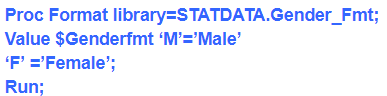 Proc Format library=STATDATA.Gender_Fmt;
Value $Genderfmt ‘M’=’Male’
‘F’ =’Female’;
Run;